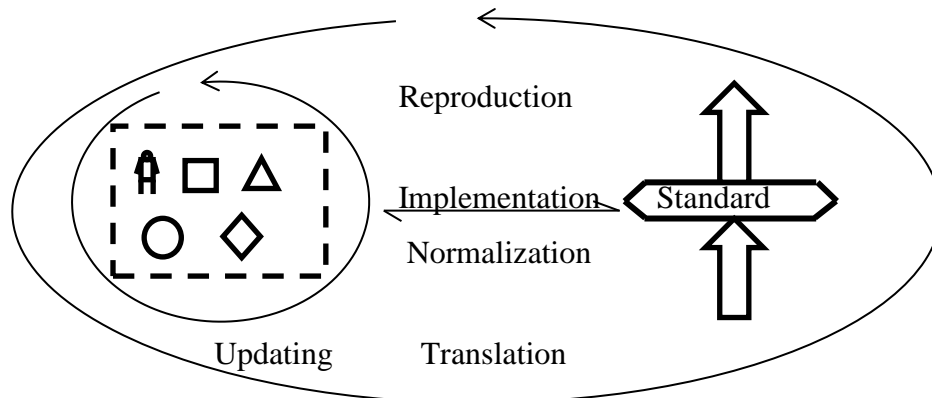 Reproduction
Implementation
Standard
Normalization
Updating
Translation